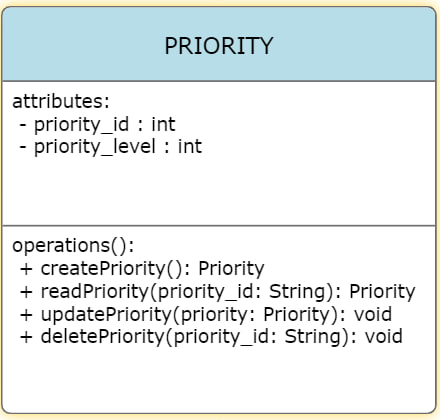 PRIORITY
attributes:
- priority_id : int
- priority_level : int
operations():
+ createPriority(): Priority
+ readPriority(priority_id: String): Priority
+ updatePriority(priority: Priority): void
+ deletePriority(priority_id: String): void